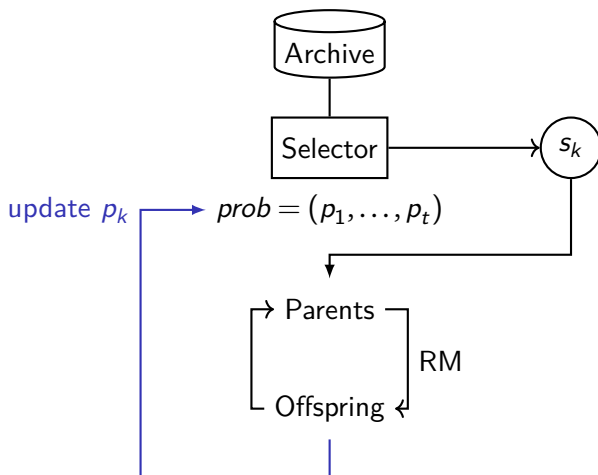 Archive
Selector
s_k
update p_k
prob = (p_1, ..., p_t)
Parents
RM
Offspring